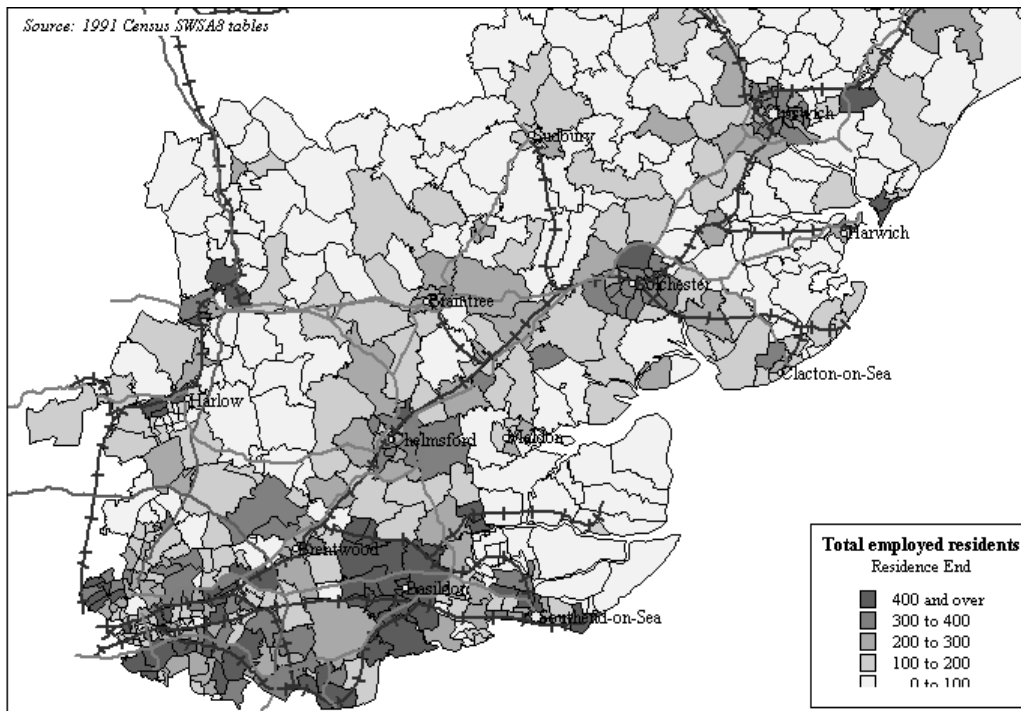 Source: 1991 Census SWSA8 tables
Sudbury
Harwich
Colchester
Braintree
Clacton-on-Sea
Harlow
Chelmsford
Maldon
Brentwood
Basildon
Southend-on-Sea
Total employed residents
Residence End
400 and over
300 to 400
200 to 300
100 to 200
0 to 100